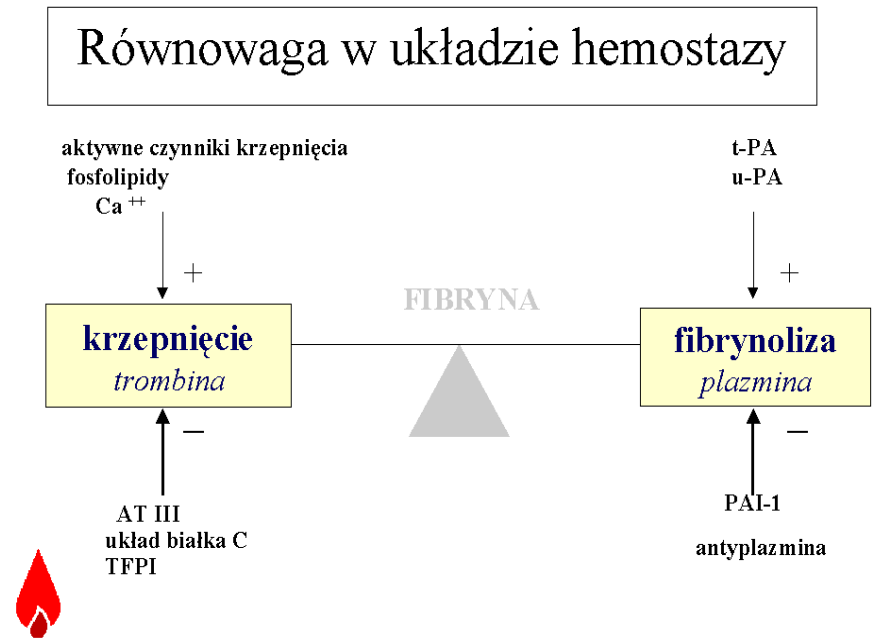 Równowaga w układzie hemostazy
aktywne czynniki krzepnięcia
fosfolipidy
Ca ++
+
krzepnięcie
trombina
–
AT III
układ białka C
TFPI
FIBRYNA
t-PA
u-PA
+
fibrynoliza
plazmina
–
PAI-1
antyplazmina